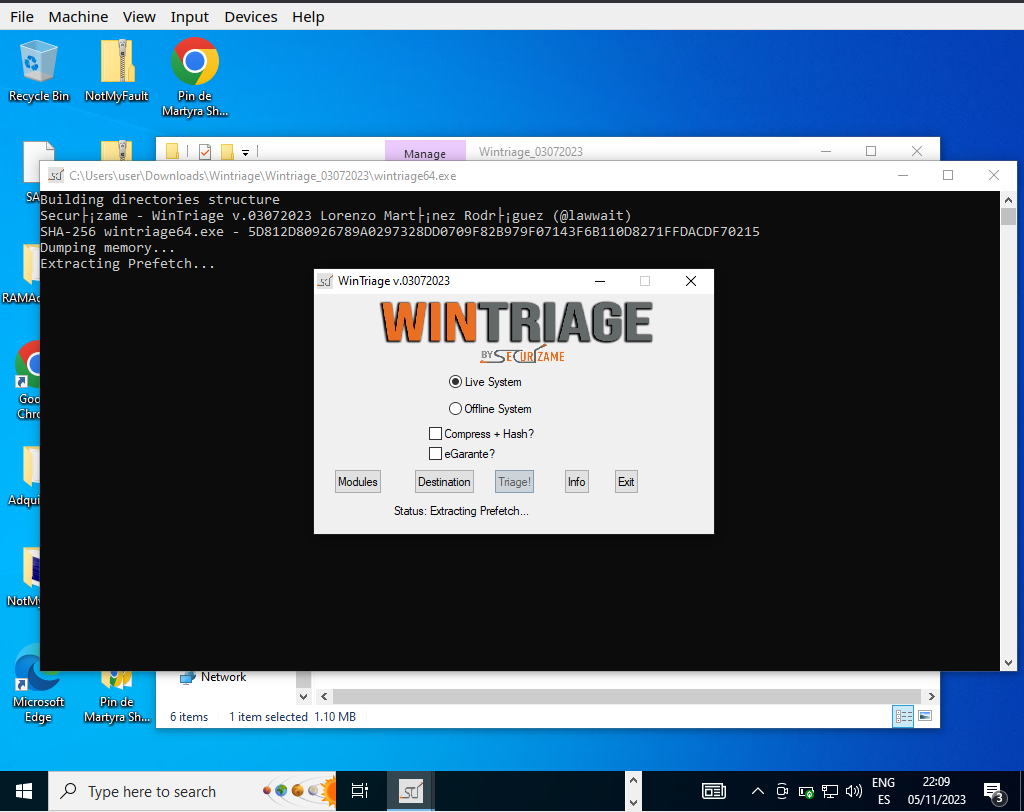 File Machine View Input Devices Help
Recycle Bin
NotMyFault
Pin de
Martyra Sh...
Manage
Wintriage_03072023
C:\Users\user\Downloads\Wintriage\Wintriage_03072023\wintriage64.exe
Building directories structure
Secur├¡zame - WinTriage v.03072023 Lorenzo Mart├¡nez Rodr├¡guez (@lawwait)
SHA-256 wintriage64.exe - 5D812D80926789A0297328DD0709F82B979F07143F6B110D8271FFDACDF70215
Dumping memory...
Extracting Prefetch...
WinTriage v.03072023
WINTRIAGE
BY SECURIZAME
Live System
Offline System
Compress + Hash?
eGarante?
Modules Destination Triage! Info Exit
Status: Extracting Prefetch...
SA
RAMAc
Goo
Chro
Adqui
NotMy
Microsoft
Edge
Pin de
Martyra Sh...
Network
6 items 1 item selected 1.10 MB
Type here to search
ENG
ES
22:09
05/11/2023
3